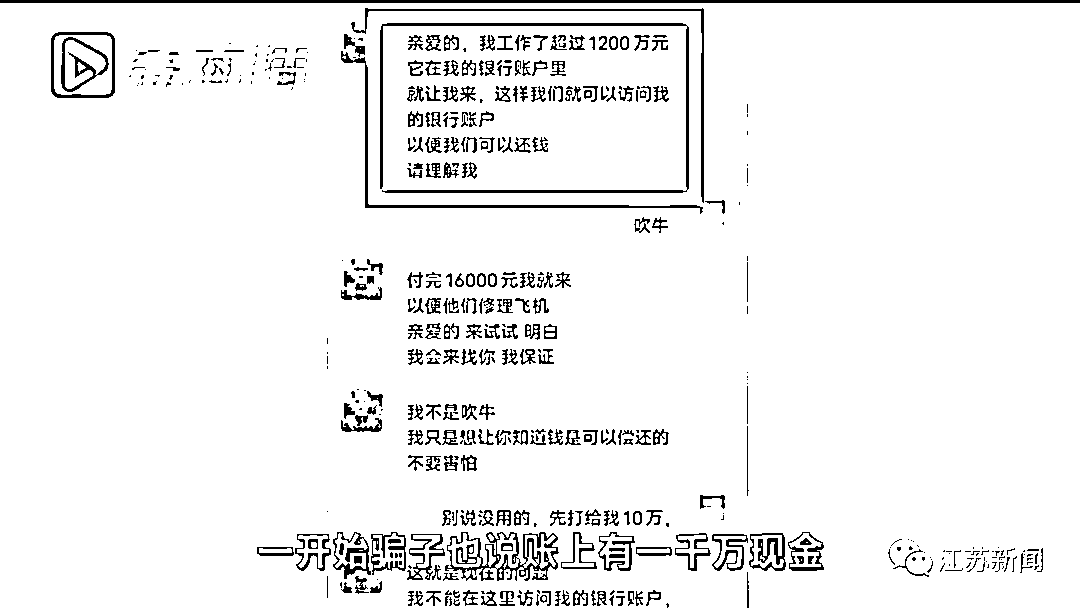 亲爱的，我工作了超过1200万元
它在我的银行账户里
就让我来，这样我们就可以访问我
的银行账户
以便我们可以还钱
请理解我
吹牛
付完16000元我就来
以便他们修理飞机
亲爱的 来试试 明白
我会来找你 我保证
我不是吹牛
我只是想让你知道钱是可以偿还的
不要害怕
别说没用的，先打给我10万，
一开始骗子也说账上有一千万现金
这就是现在的问题
我不能在这里访问我的银行账户，
江苏新闻